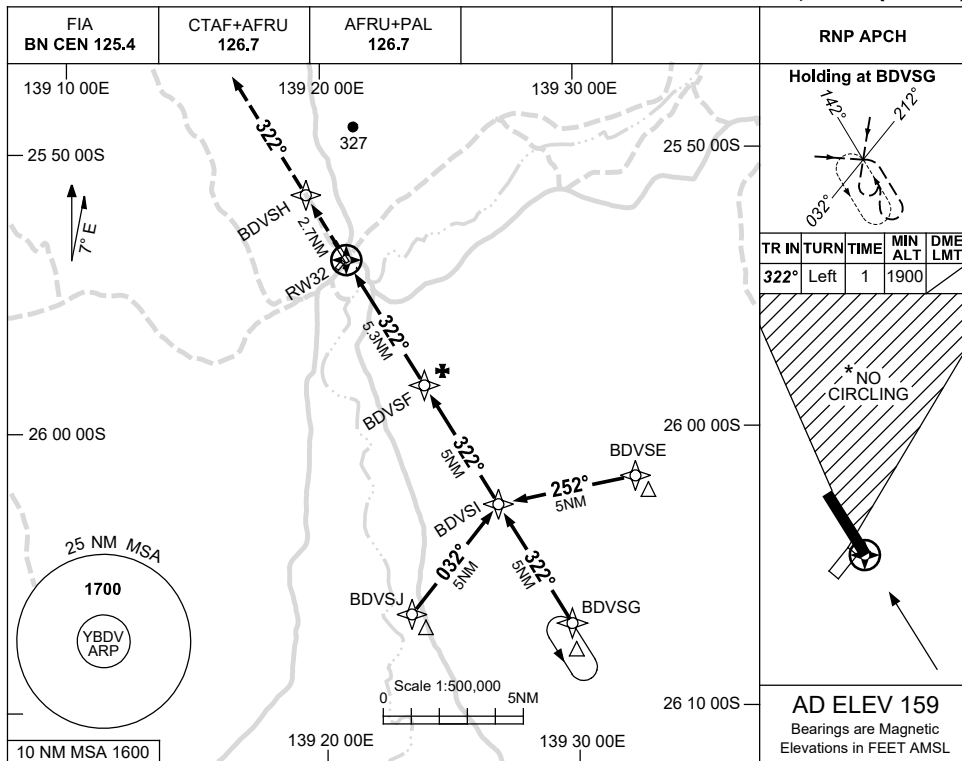 FIA
BN CEN 125.4
CTAF+AFRU
126.7
AFRU+PAL
126.7
RNP APCH
139 10 00E
139 20 00E
139 30 00E
Holding at BDVSG
142°
212°
032°
TR IN
TURN
TIME
MIN
ALT
DME
LMT
322°
Left
1
1900
322°
327
25 50 00S
25 50 00S
7° E
BDVSH
2.7NM
RW32
322°
5.3NM
BDVSF
* NO
CIRCLING
26 00 00S
26 00 00S
322°
5NM
BDVSE
252°
5NM
BDVSI
032°
5NM
322°
5NM
BDVSJ
BDVSG
25 NM MSA
1700
YBDV
ARP
Scale 1:500,000
0
5NM
26 10 00S
139 20 00E
139 30 00E
10 NM MSA 1600
AD ELEV 159
Bearings are Magnetic
Elevations in FEET AMSL